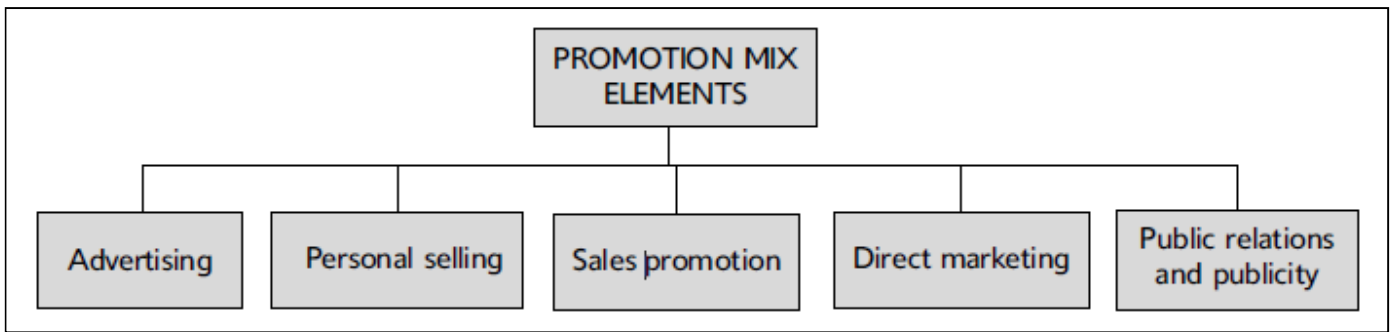 PROMOTION MIX
ELEMENTS
Advertising
Personal selling
Sales promotion
Direct marketing
Public relations
and publicity